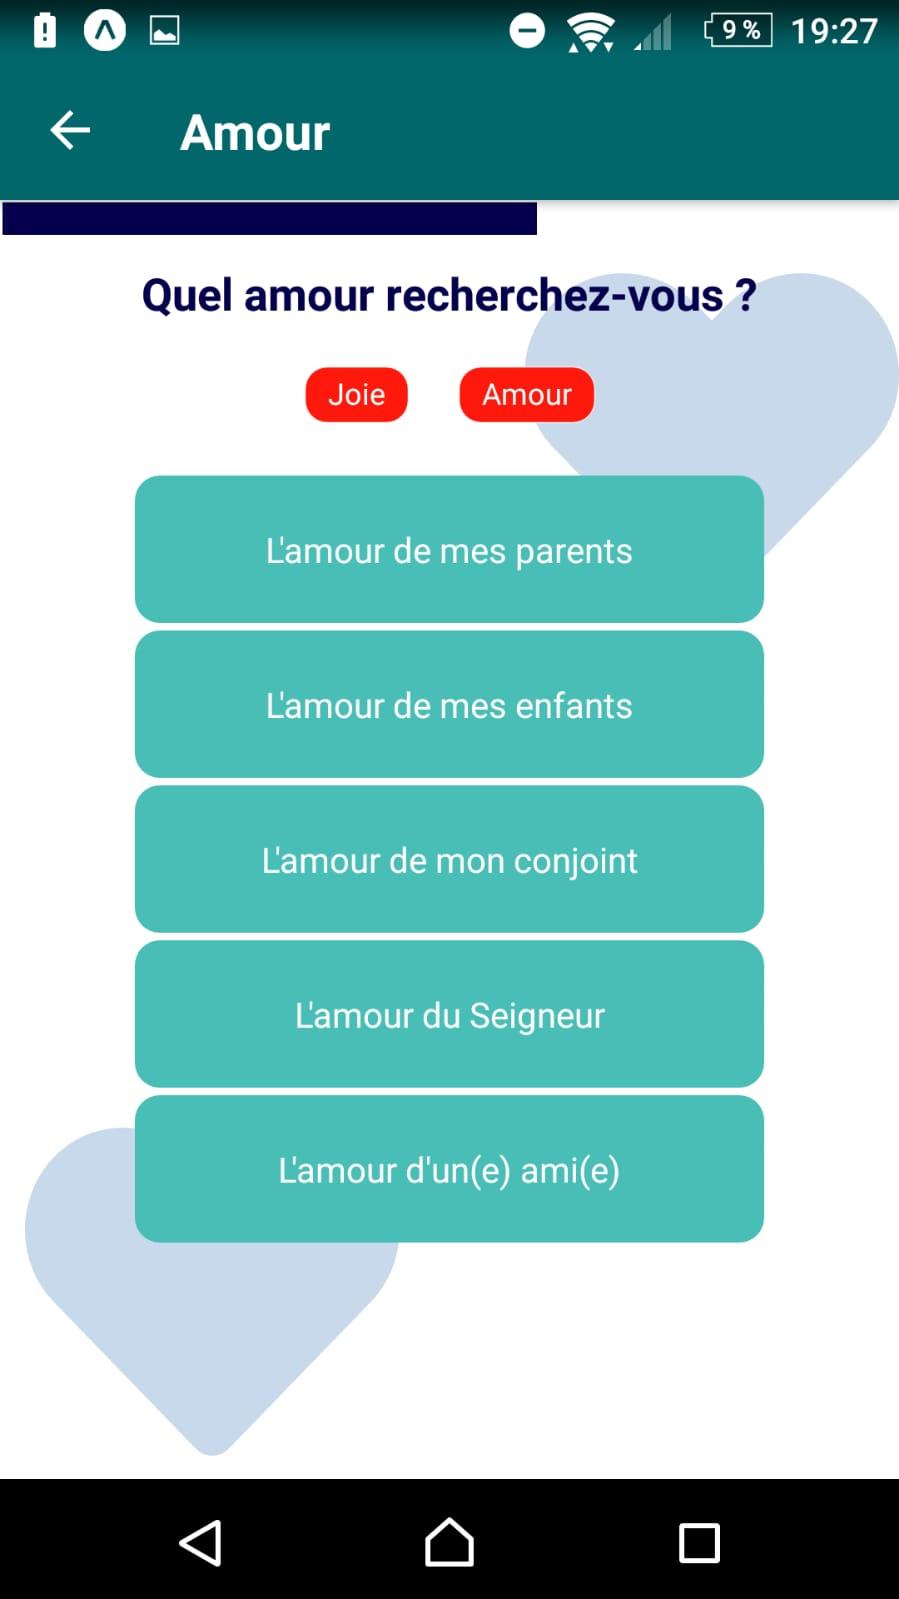 9 % 19:27
Amour
Quel amour recherchez-vous ?
Joie Amour
L'amour de mes parents
L'amour de mes enfants
L'amour de mon conjoint
L'amour du Seigneur
L'amour d'un(e) ami(e)